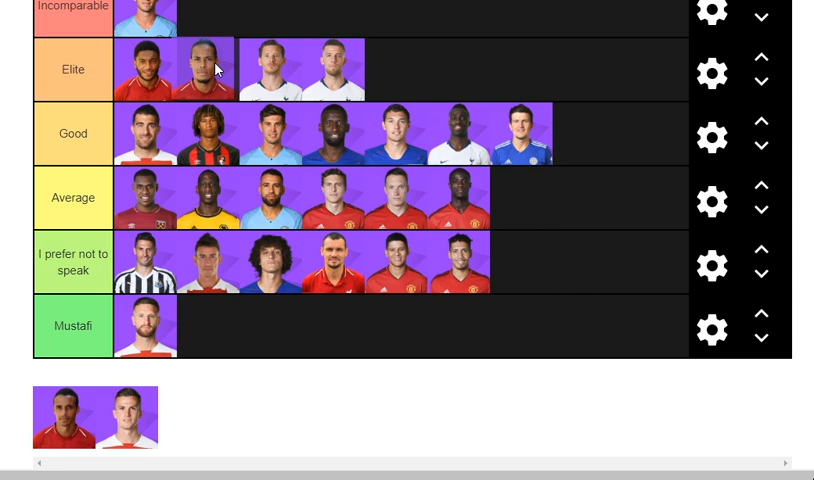 Incomparable
Elite
Good
Average
I prefer not to
speak
Mustafi